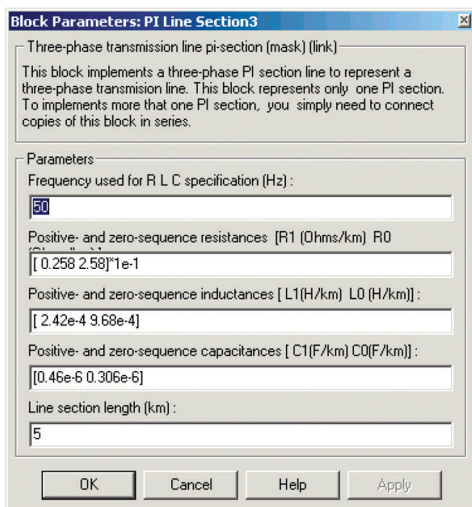 Block Parameters: PI Line Section3
Three-phase transmission line pi-section (mask) (link)
This block implements a three-phase PI section line to represent a
three-phase transmision line. This block represents only one PI section.
To implements more that one PI section, you simply need to connect
copies of this block in series.
Parameters
Frequency used for R L C specification (Hz) :
50
Positive- and zero-sequence resistances [R1 (Ohms/km) R0
[ 0.258 2.58]*1e-1
Positive- and zero-sequence inductances [ L1(H/km) L0 (H/km)] :
[ 2.42e-4 9.68e-4]
Positive- and zero-sequence capacitances [ C1(F/km) C0(F/km)] :
[0.46e-6 0.306e-6]
Line section length (km) :
5
OK Cancel Help Apply